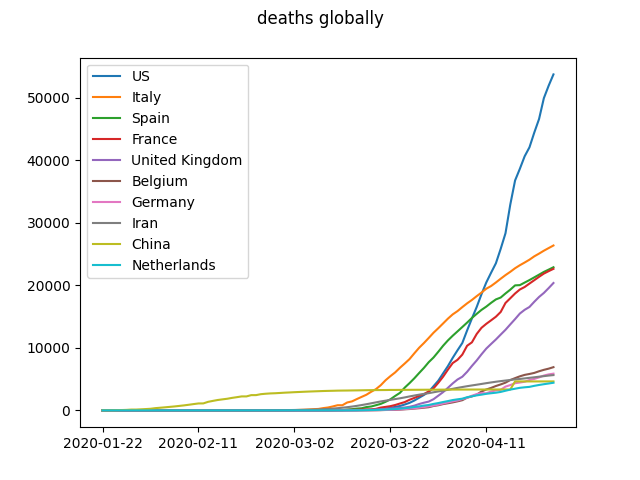 deaths globally
US
Italy
Spain
France
United Kingdom
Belgium
Germany
Iran
China
Netherlands
50000
40000
30000
20000
10000
0
2020-01-22 2020-02-11 2020-03-02 2020-03-22 2020-04-11